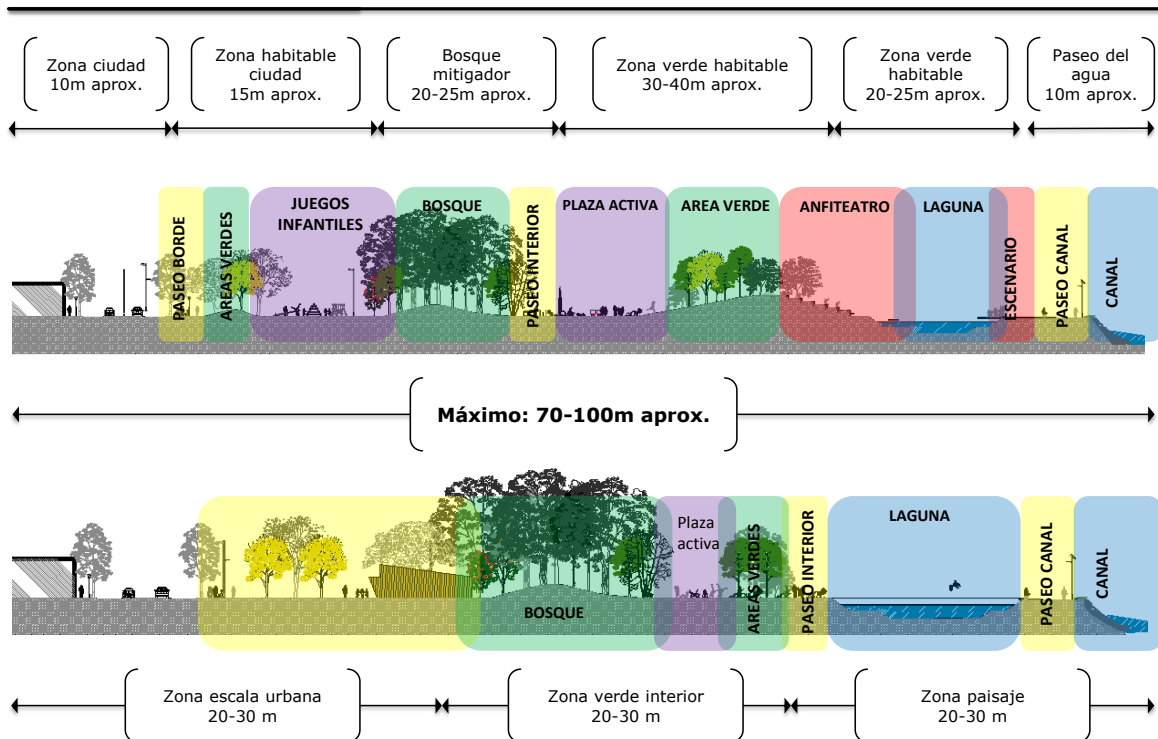 Zona ciudad
10m aprox.
Zona habitable
ciudad
15m aprox.
Bosque
mitigador
20-25m aprox.
Zona verde habitable
30-40m aprox.
Zona verde
habitable
20-25m aprox.
Paseo del
agua
10m aprox.
PASEO BORDE
AREAS VERDES
JUEGOS
INFANTILES
BOSQUE
PASEO INTERIOR
PLAZA ACTIVA
AREA VERDE
ANFITEATRO
LAGUNA
ESCENARIO
PASEO CANAL
CANAL
Máximo: 70-100m aprox.
BOSQUE
Plaza
activa
AREAS VERDES
PASEO INTERIOR
LAGUNA
PASEO CANAL
CANAL
Zona escala urbana
20-30 m
Zona verde interior
20-30 m
Zona paisaje
20-30 m